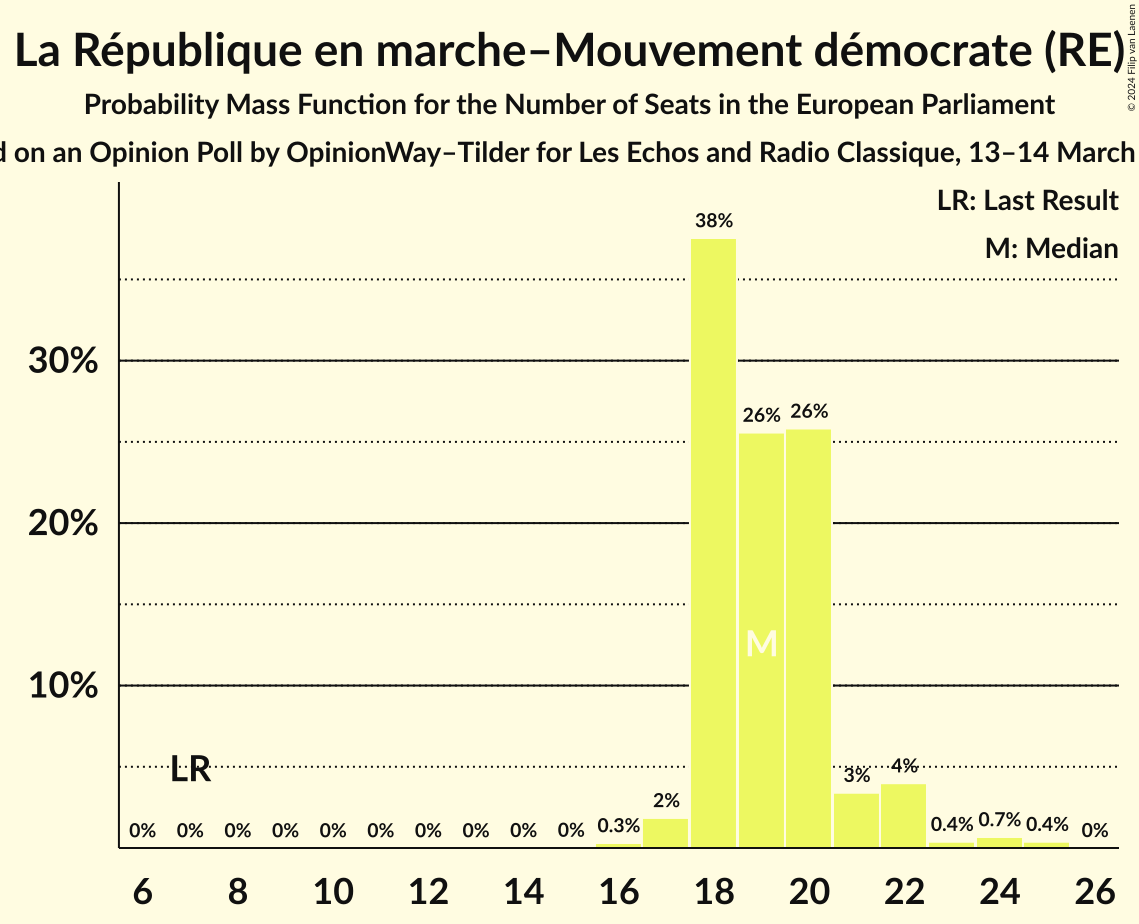 La République en marche–Mouvement démocrate (RE)
© 2024 Filip van Laenen
Probability Mass Function for the Number of Seats in the European Parliament
on an Opinion Poll by OpinionWay–Tilder for Les Echos and Radio Classique, 13–14 March
LR: Last Result
M: Median
38%
30%
26% 26%
20%
M
10%
LR
0% 0% 0% 0% 0% 0% 0% 0% 0% 0% 0.3% 2% 3% 4% 0.4% 0.7% 0.4% 0%
6 8 10 12 14 16 18 20 22 24 26